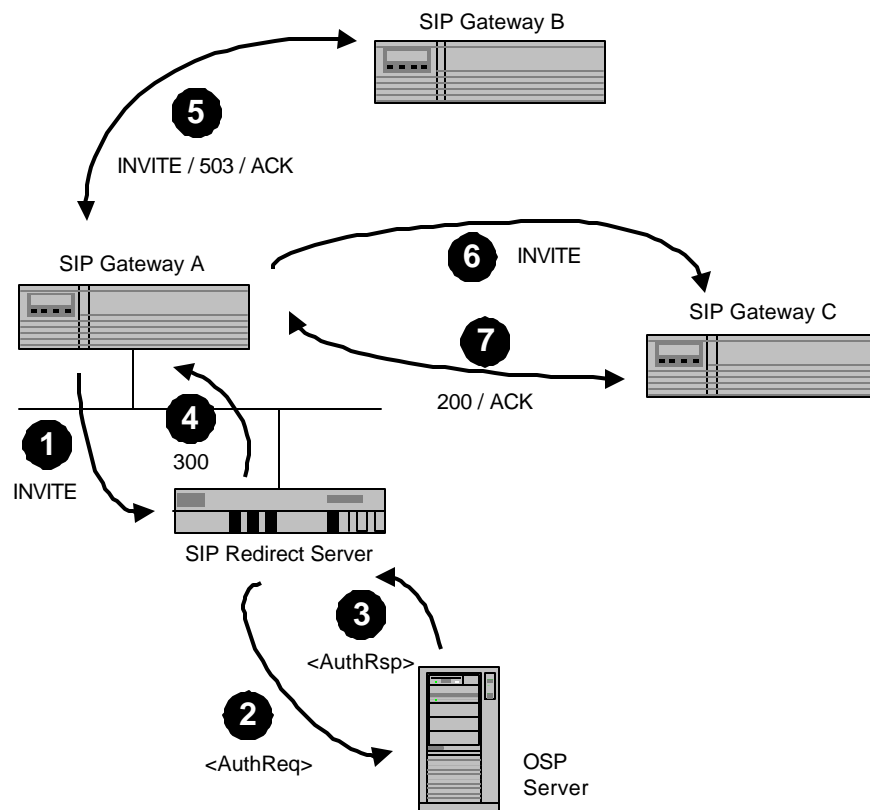 SIP Gateway B
5
INVITE / 503 / ACK
SIP Gateway A
6
INVITE
SIP Gateway C
7
200 / ACK
1
INVITE
4
300
SIP Redirect Server
3
<AuthRsp>
2
<AuthReq>
OSP
Server